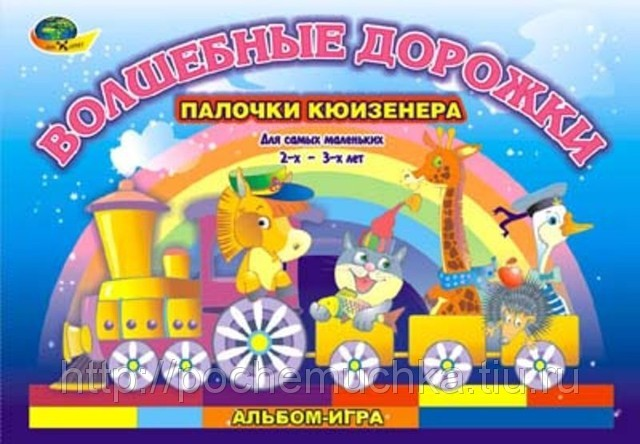 ВОЛШЕБНЫЕ ДОРОЖКИ
ПАЛОЧКИ КЮИЗЕНЕРА
Для самых маленьких
2-х - 3-х лет
http://pochemuchka.tiu.ru
АЛЬБОМ-ИГРА